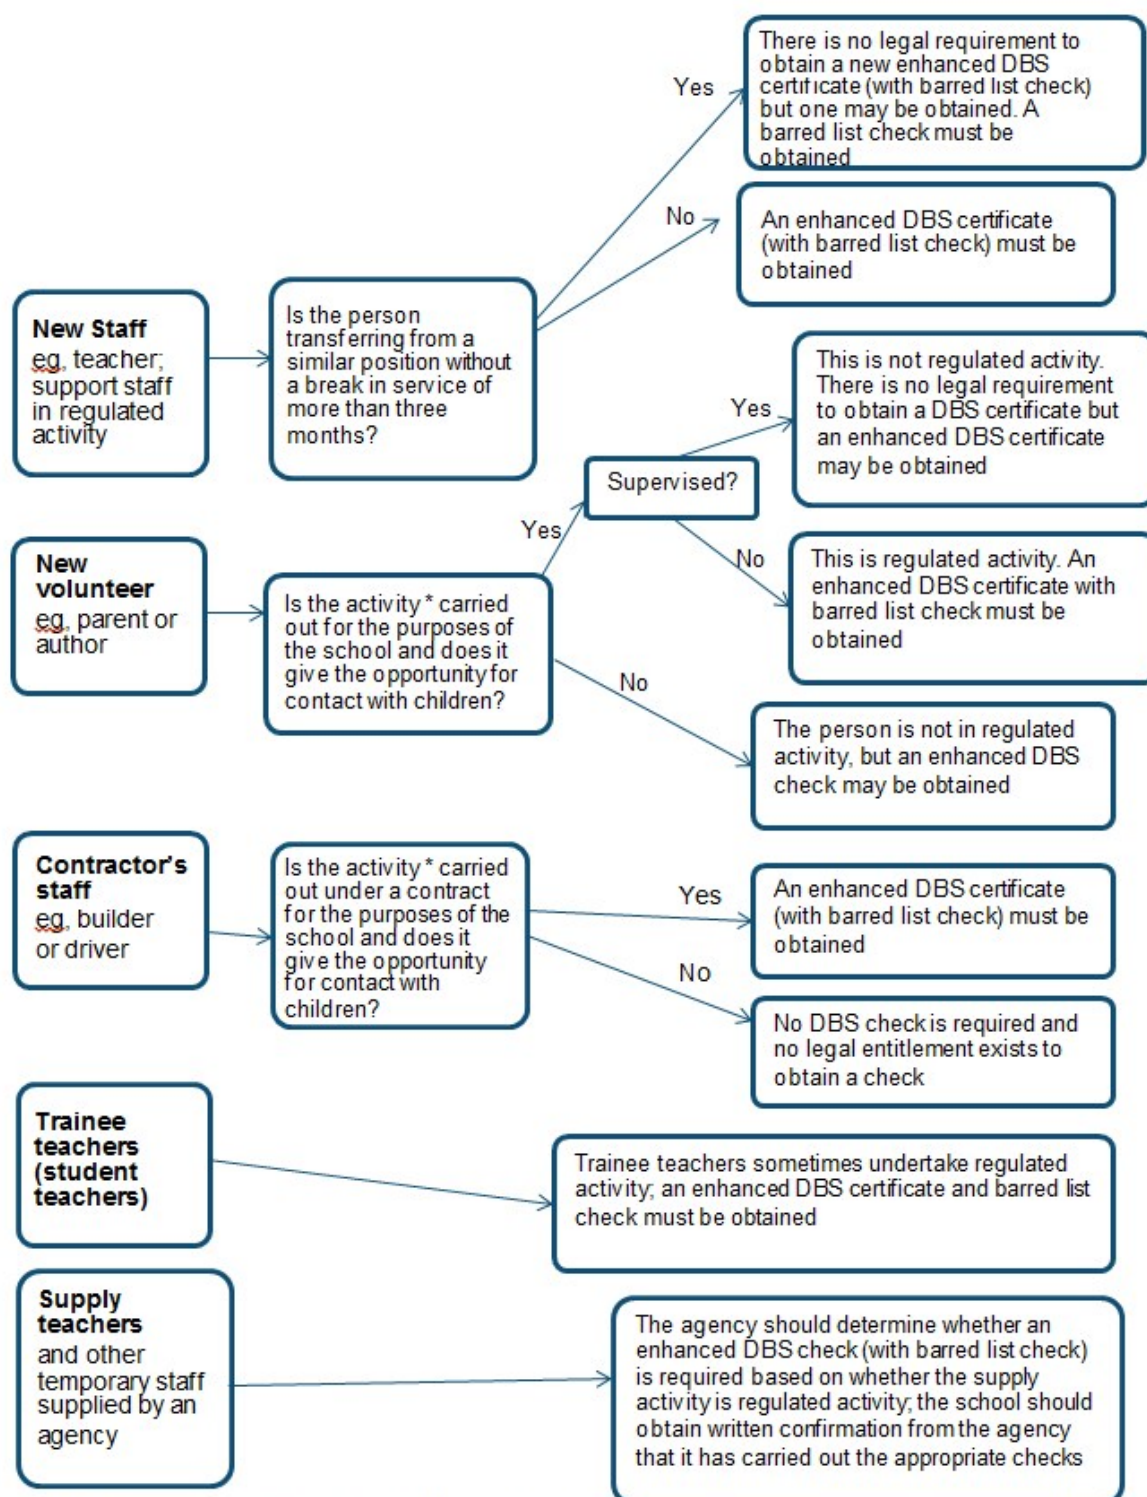 There is no legal requirement to
obtain a new enhanced DBS
certificate (with barred list check)
but one may be obtained. A
barred list check must be
obtained
Yes
No
An enhanced DBS certificate
(with barred list check) must be
obtained
New Staff
eg, teacher;
support staff
in regulated
activity
Is the person
transferring from a
similar position without
a break in service of
more than three
months?
This is not regulated activity.
There is no legal requirement
to obtain a DBS certificate but
an enhanced DBS certificate
may be obtained
Yes
Supervised?
Yes
No
This is regulated activity. An
enhanced DBS certificate with
barred list check must be
obtained
New
volunteer
eg, parent or
author
Is the activity * carried
out for the purposes of
the school and does it
give the opportunity for
contact with children?
No
The person is not in regulated
activity, but an enhanced DBS
check may be obtained
Contractor's
staff
eg, builder
or driver
Is the activity * carried
out under a contract
for the purposes of the
school and does it
give the opportunity
for contact with
children?
Yes
An enhanced DBS certificate
(with barred list check) must be
obtained
No
No DBS check is required and
no legal entitlement exists to
obtain a check
Trainee
teachers
(student
teachers)
Trainee teachers sometimes undertake regulated
activity; an enhanced DBS certificate and barred list
check must be obtained
Supply
teachers
and other
temporary staff
supplied by an
agency
The agency should determine whether an
enhanced DBS check (with barred list check)
is required based on whether the supply
activity is regulated activity; the school should
obtain written confirmation from the agency
that it has carried out the appropriate checks